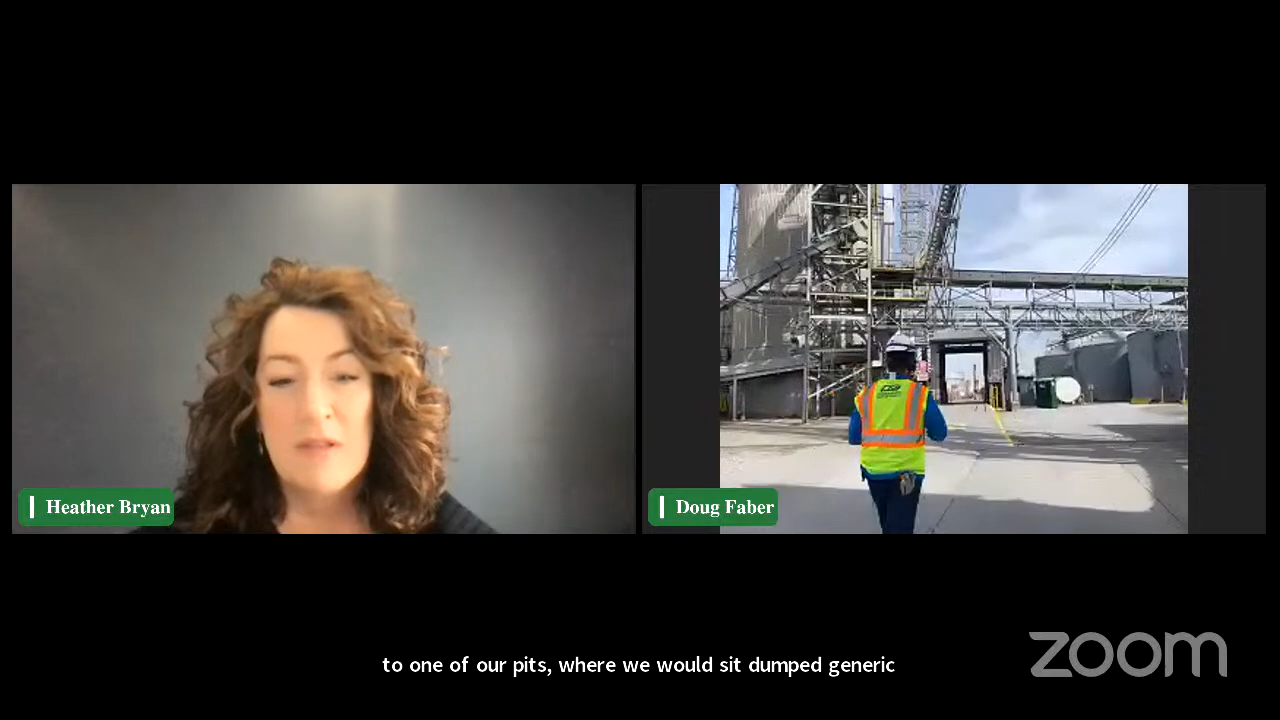 Heather Bryan
Doug Faber
to one of our pits, where we would sit dumped generic
zoom